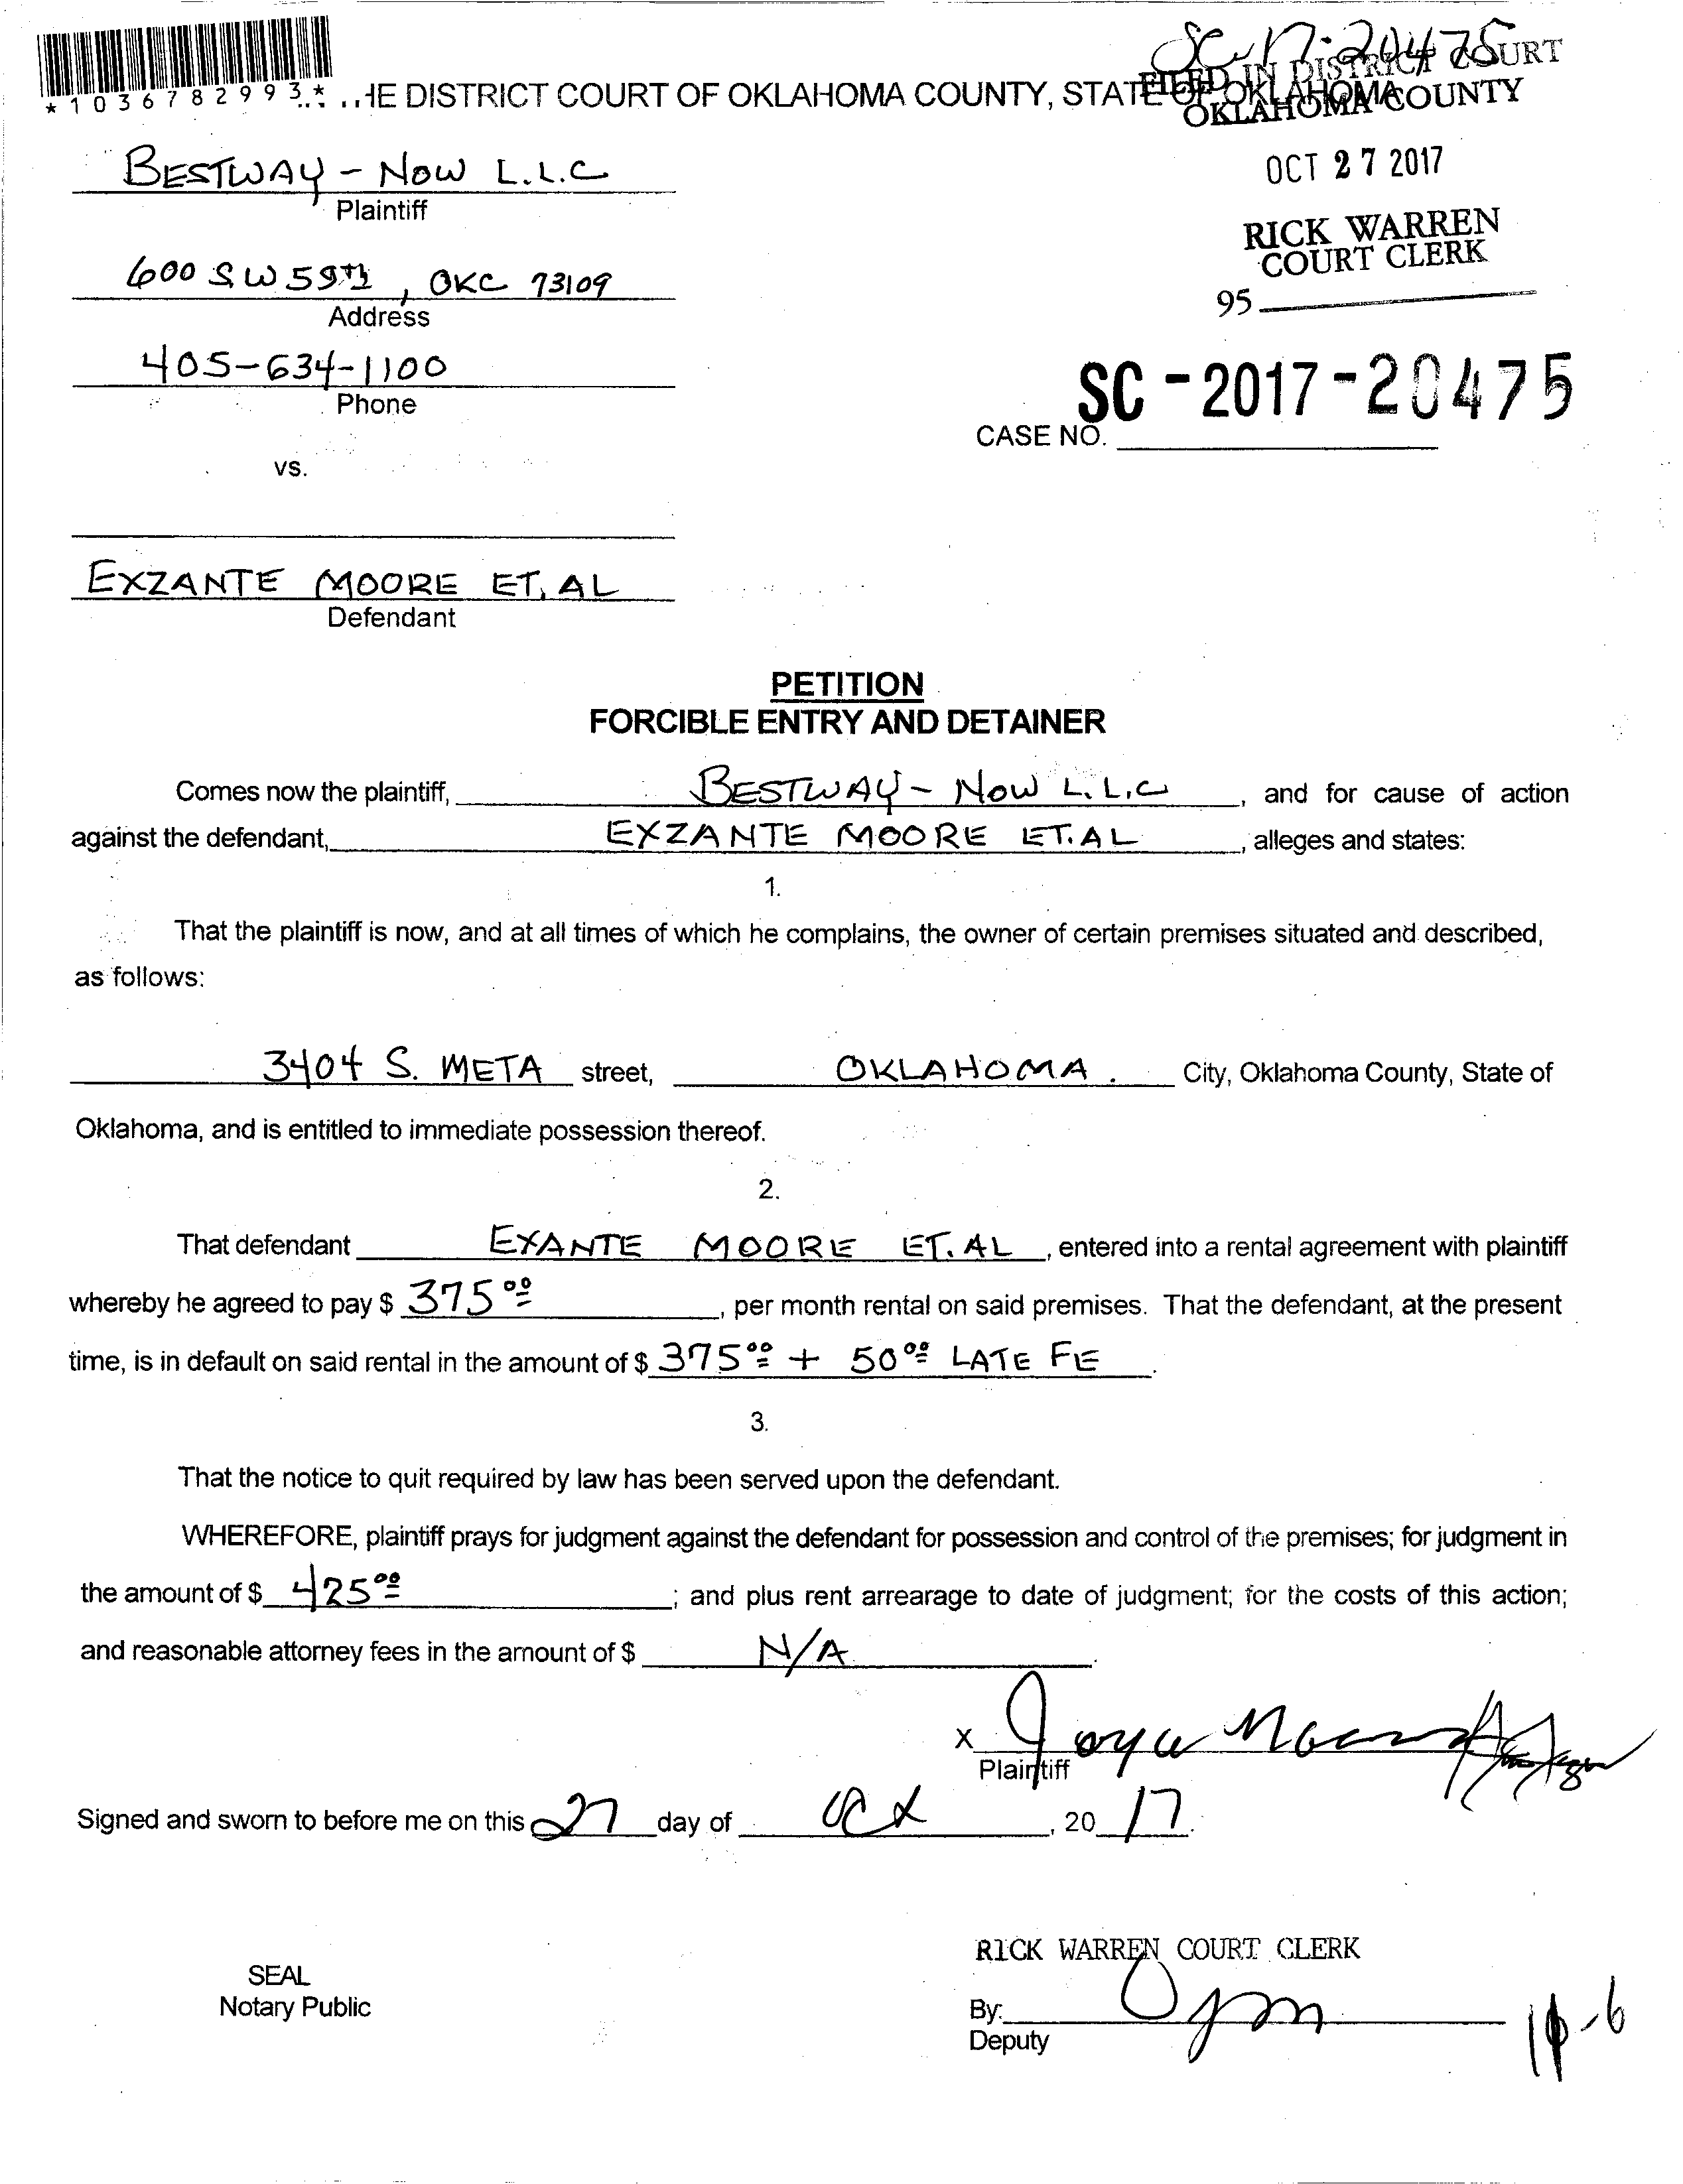 SC-17-20475
*1036782993*
HE DISTRICT COURT OF OKLAHOMA COUNTY, STATE OF OKLAHOMA
FILED IN DISTRICT COURT
OKLAHOMA COUNTY
OCT 27 2017
RICK WARREN
COURT CLERK
95
BESTWAY - NOW L.L.C
Plaintiff
600 SW 59th, OKC 73109
Address
405-634-1100
Phone
SC-2017-20475
CASE NO.
vs.
EXZANTE MOORE ET. AL
Defendant
PETITION
FORCIBLE ENTRY AND DETAINER
Comes now the plaintiff, BESTWAY - NOW L.L.C, and for cause of action
against the defendant, EXZANTE MOORE ET.AL, alleges and states:
1.
That the plaintiff is now, and at all times of which he complains, the owner of certain premises situated and described,
as follows:
3404 S. META street, OKLAHOMA. City, Oklahoma County, State of
Oklahoma, and is entitled to immediate possession thereof.
2.
That defendant EXANTE MOORE ET. AL, entered into a rental agreement with plaintiff
whereby he agreed to pay $ 375 00, per month rental on said premises. That the defendant, at the present
time, is in default on said rental in the amount of $ 375 00 + 50 00 LATE FE.
3.
That the notice to quit required by law has been served upon the defendant.
WHEREFORE, plaintiff prays for judgment against the defendant for possession and control of the premises; for judgment in
the amount of $ 425 00; and plus rent arrearage to date of judgment; for the costs of this action;
and reasonable attorney fees in the amount of $ N/A.
X
Plaintiff
Signed and sworn to before me on this 27 day of Oct, 20 17.
RICK WARREN COURT CLERK
SEAL
Notary Public
By:
Deputy